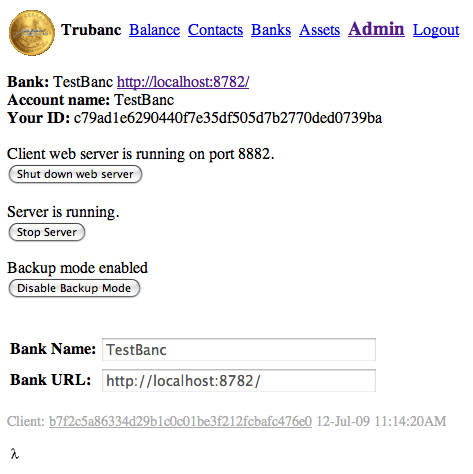 Trubanc Balance Contacts Banks Assets Admin Logout
Bank: TestBanc http://localhost:8782/
Account name: TestBanc
Your ID: c79ad1e6290440f7e35df505d7b2770ded0739ba
Client web server is running on port 8882.
Shut down web server
Server is running.
Stop Server
Backup mode enabled
Disable Backup Mode
Bank Name: TestBanc
Bank URL: http://localhost:8782/
Client: b7f2c5a86334d29b1c0c01be3f212fcbafc476e0 12-Jul-09 11:14:20AM
λ